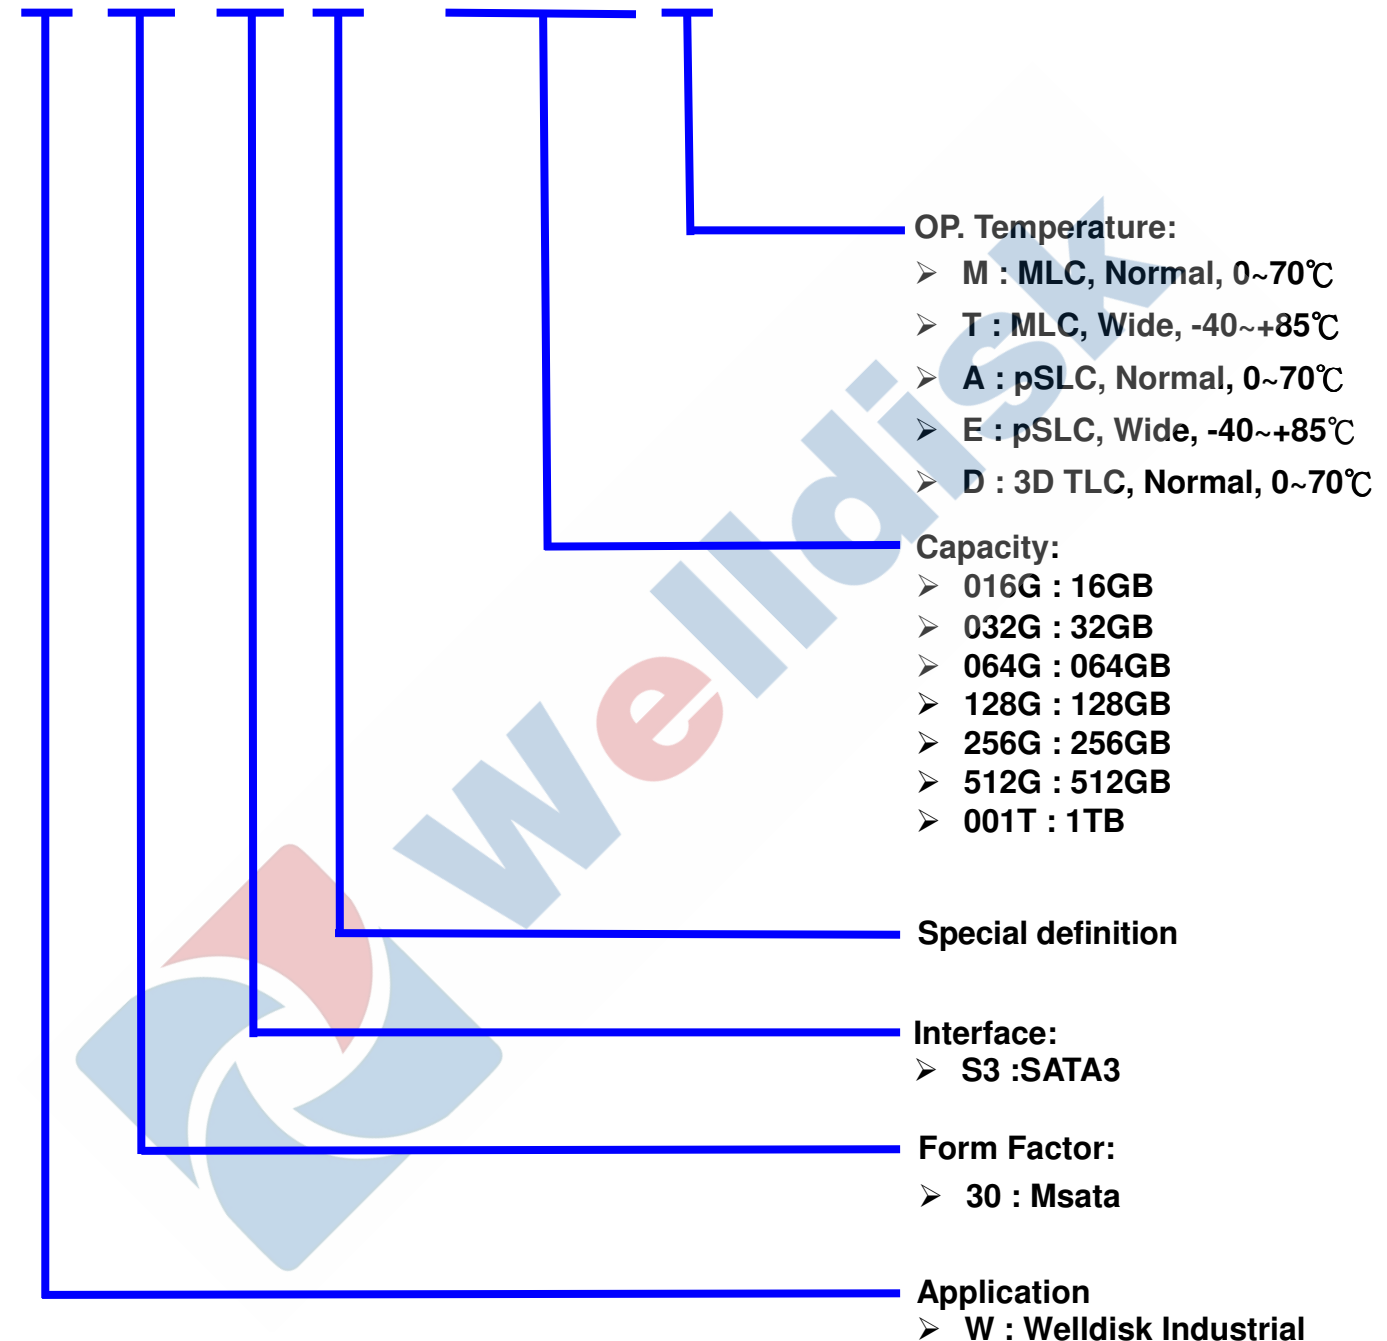 OP. Temperature:
➢ M : MLC, Normal, 0~70℃
➢ T : MLC, Wide, -40~+85℃
➢ A : pSLC, Normal, 0~70℃
➢ E : pSLC, Wide, -40~+85℃
➢ D : 3D TLC, Normal, 0~70℃
Capacity:
➢ 016G : 16GB
➢ 032G : 32GB
➢ 064G : 064GB
➢ 128G : 128GB
➢ 256G : 256GB
➢ 512G : 512GB
➢ 001T : 1TB
Special definition
Interface:
➢ S3 :SATA3
Form Factor:
➢ 30 : Msata
Application
➢ W : Welldisk Industrial
welldisk